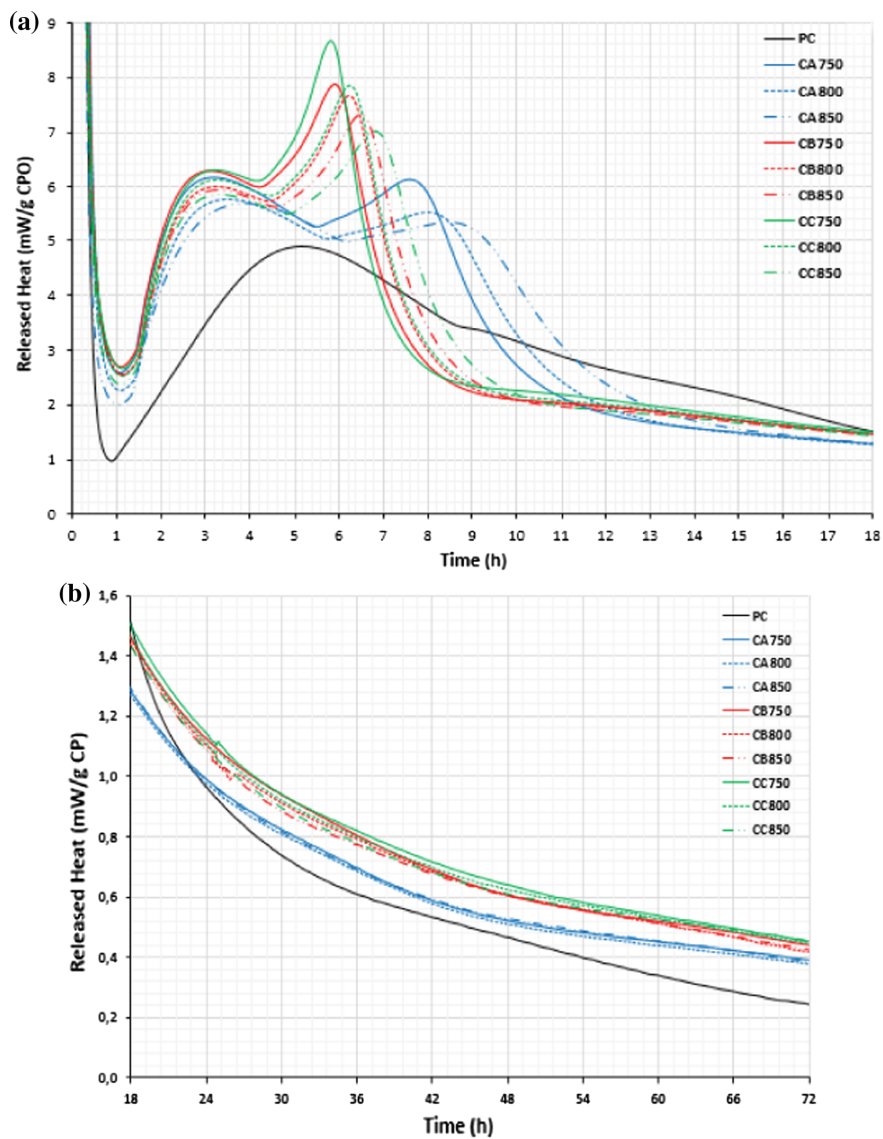 (a)
9
8
7
6
5
4
3
2
1
0
Released Heat (mW/g CPO)
PC
CA750
CA800
CA850
CB750
CB800
CB850
CC750
CC800
CC850
0 1 2 3 4 5 6 7 8 9 10 11 12 13 14 15 16 17 18
Time (h)
(b)
1,6
1,4
1,2
1,0
0,8
0,6
0,4
0,2
0,0
Released Heat (mW/g CP)
PC
CA750
CA800
CA850
CB750
CB800
CB850
CC750
CC800
CC850
18 24 30 36 42 48 54 60 66 72
Time (h)